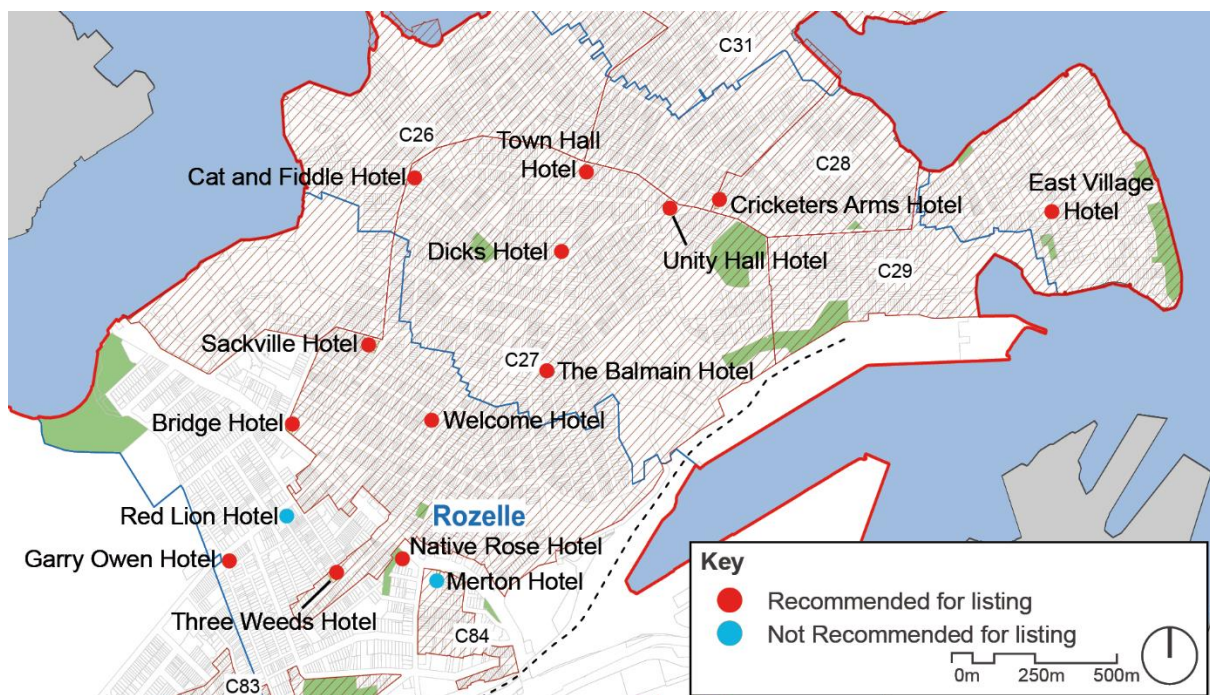 C31
C26
Town Hall
Hotel
Cat and Fiddle Hotel
C28
East Village
Hotel
Cricketers Arms Hotel
Dicks Hotel
Unity Hall Hotel
C29
Sackville Hotel
C27
The Balmain Hotel
Bridge Hotel
Welcome Hotel
Red Lion Hotel
Rozelle
Native Rose Hotel
Garry Owen Hotel
Merton Hotel
Three Weeds Hotel
C84
C83
Key
Recommended for listing
Not Recommended for listing
0m 250m 500m